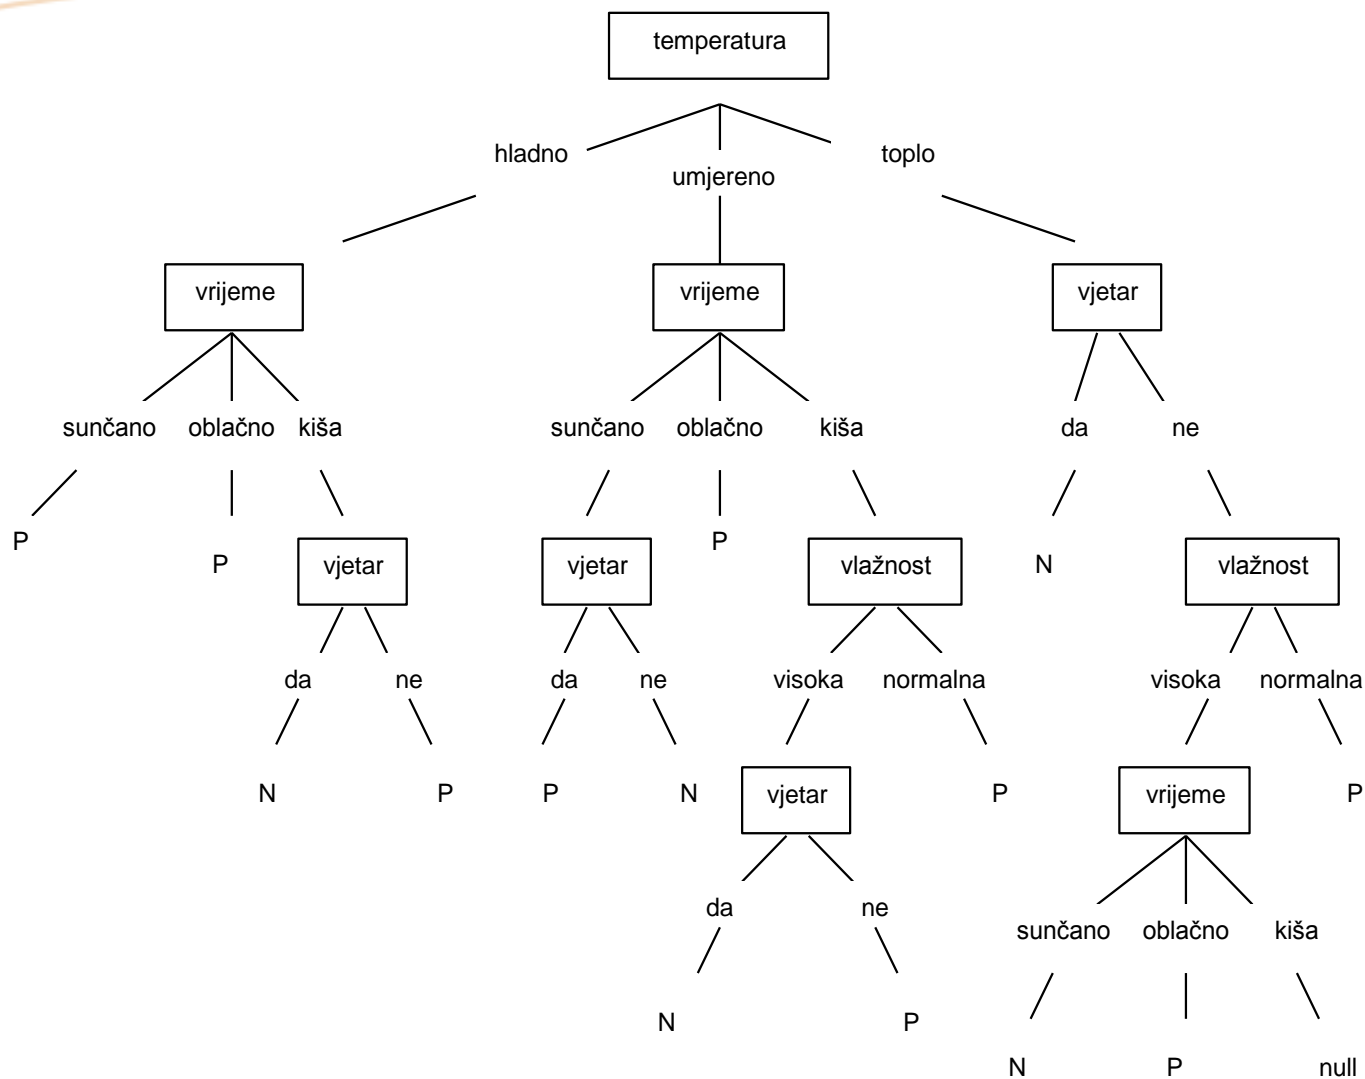 temperatura
hladno
umjereno
toplo
vrijeme
vrijeme
vjetar
sunčano oblačno kiša
sunčano oblačno kiša
da ne
P
P
vjetar
vjetar
P
vlažnost
N
vlažnost
da ne
da ne
visoka normalna
visoka normalna
N
P
P
N
vjetar
P
vrijeme
P
da ne
sunčano oblačno kiša
N
P
N
P
null